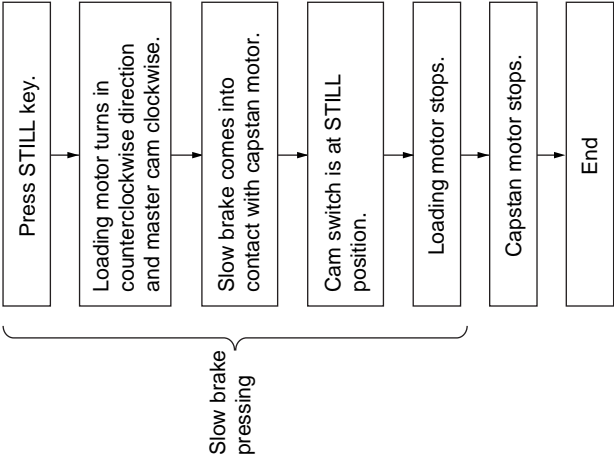 Press STILL key.
Loading motor turns in
counterclockwise direction
and master cam clockwise.
Slow brake comes into
contact with capstan motor.
Cam switch is at STILL
position.
Loading motor stops.
Capstan motor stops.
End
Slow brake
pressing